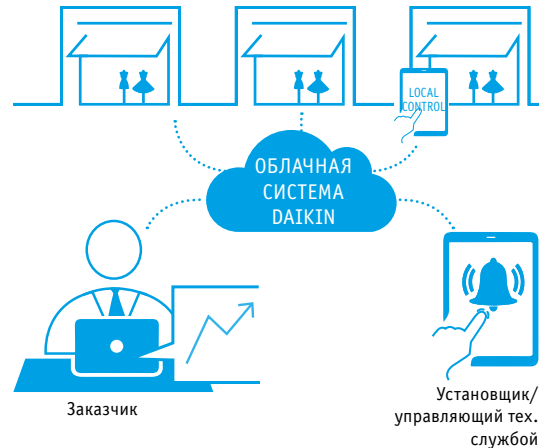 LOCAL
CONTROL
ОБЛАЧНАЯ
СИСТЕМА
DAIKIN
Заказчик
Установщик/
управляющий тех.
службой